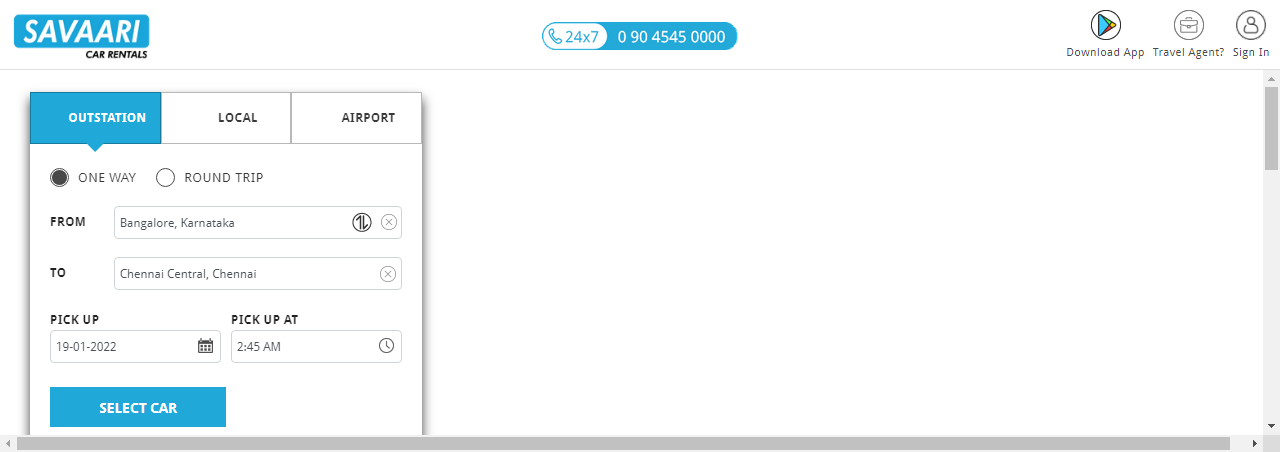 SAVAARI
CAR RENTALS
24x7 0 90 4545 0000
Download App
Travel Agent?
Sign In
OUTSTATION
LOCAL
AIRPORT
ONE WAY
ROUND TRIP
FROM
Bangalore, Karnataka
TO
Chennai Central, Chennai
PICK UP
PICK UP AT
19-01-2022
2:45 AM
SELECT CAR